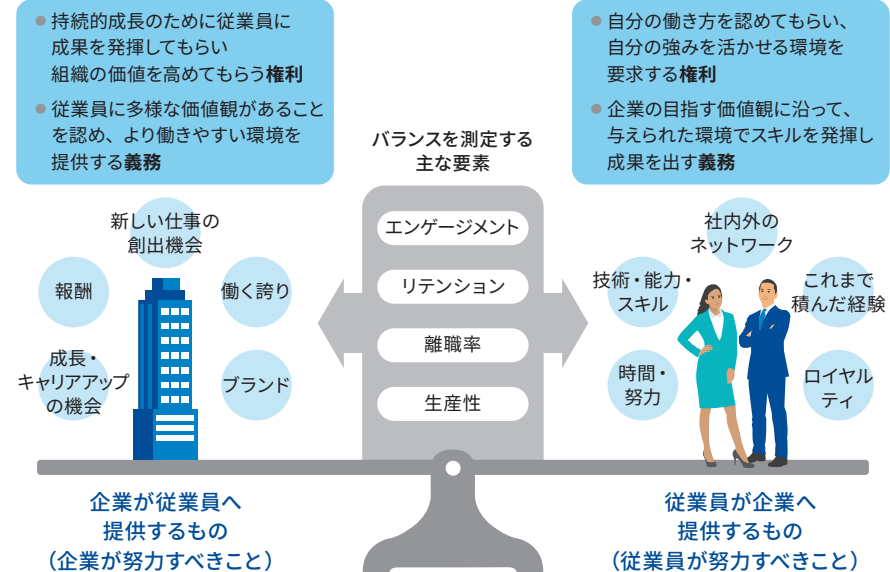 ● 持続的成長のために従業員に
成果を発揮してもらい
組織の価値を高めてもらう権利
● 従業員に多様な価値観があること
を認め、より働きやすい環境を
提供する義務
● 自分の働き方を認めてもらい、
自分の強みを活かせる環境を
要求する権利
● 企業の目指す価値観に沿って、
与えられた環境でスキルを発揮し
成果を出す義務
バランスを測定する
主な要素
エンゲージメント
リテンション
離職率
生産性
新しい仕事の
創出機会
報酬
働く誇り
成長・
キャリアアップ
の機会
ブランド
社内外の
ネットワーク
技術・能力・
スキル
これまで
積んだ経験
時間・
努力
ロイヤル
ティ
企業が従業員へ
提供するもの
（企業が努力すべきこと）
従業員が企業へ
提供するもの
（従業員が努力すべきこと）